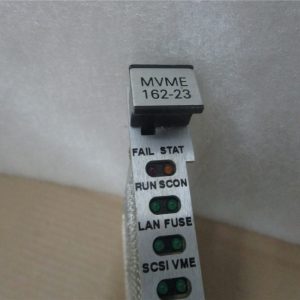 MVME
162-23
FAIL STAT
RUN SCON
LAN FUSE
SCSI VME